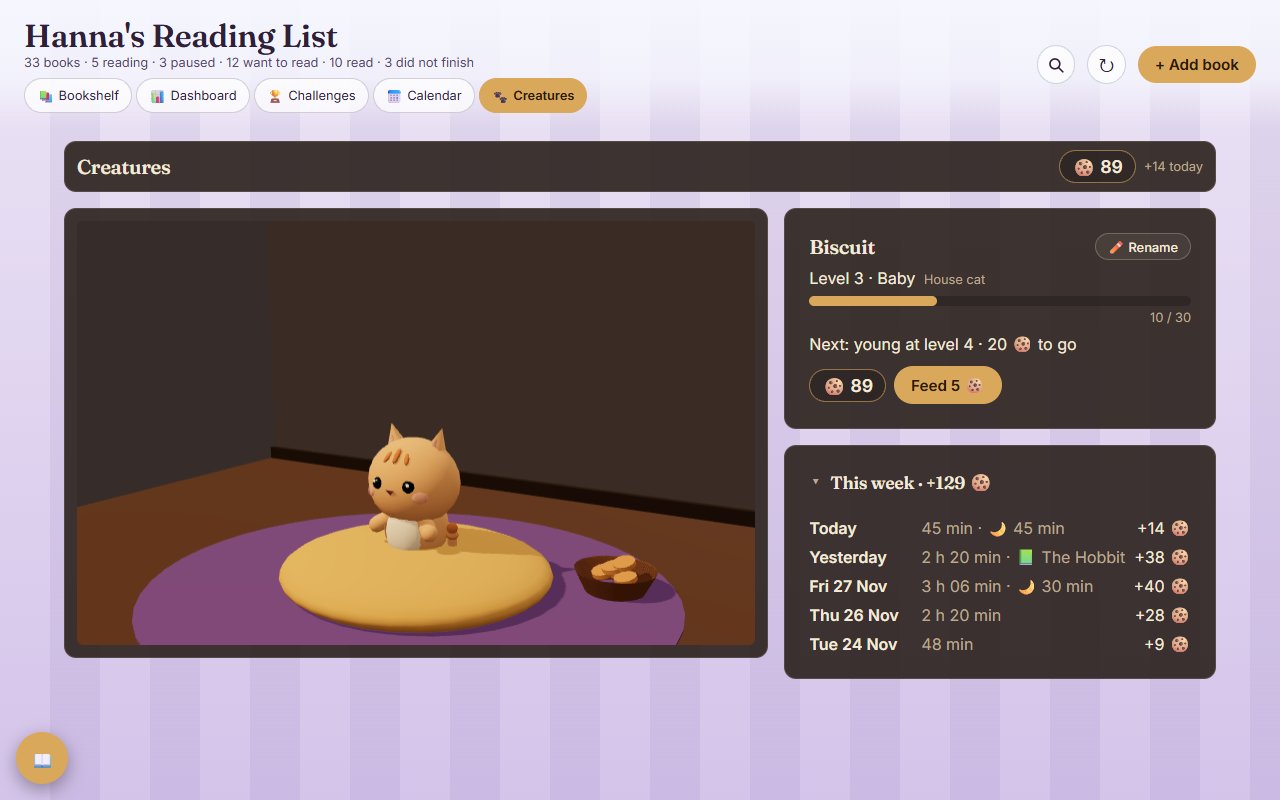 Hanna's Reading List
33 books · 5 reading · 3 paused · 12 want to read · 10 read · 3 did not finish
Bookshelf
Dashboard
Challenges
Calendar
Creatures
+ Add book
Creatures
89
+14 today
Biscuit
Rename
Level 3 · Baby House cat
10 / 30
Next: young at level 4 · 20 🍪 to go
89
Feed 5 🍪
This week · +129 🍪
Today 45 min · 🌙 45 min +14 🍪
Yesterday 2 h 20 min · 📗 The Hobbit +38 🍪
Fri 27 Nov 3 h 06 min · 🌙 30 min +40 🍪
Thu 26 Nov 2 h 20 min +28 🍪
Tue 24 Nov 48 min +9 🍪